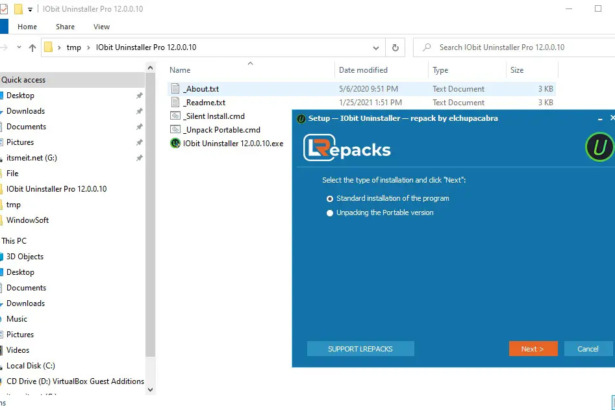 IObit Uninstaller Pro 12.0.0.10
Home Share View
tmp IObit Uninstaller Pro 12.0.0.10
Search IObit Uninstaller Pro 12.0.0.10
Name Date modified Type Size
_About.txt 5/6/2020 9:51 PM Text Document 3 KB
_Readme.txt 1/25/2021 1:51 PM Text Document 3 KB
_Silent Install.cmd
_Unpack Portable.cmd
IObit Uninstaller 12.0.0.10.exe
Quick access
Desktop
Downloads
Documents
Pictures
itsmeit.net (G:)
File
IObit Uninstaller Pro 12.0.0.10
tmp
WindowSoft
This PC
3D Objects
Desktop
Documents
Downloads
Music
Pictures
Videos
Local Disk (C:)
CD Drive (D:) VirtualBox Guest Additions
Setup — IObit Uninstaller — repack by elchupacabra
LRepacks
Select the type of installation and click "Next":
Standard installation of the program
Unpacking the Portable version
SUPPORT LREPACKS
Next >
Cancel